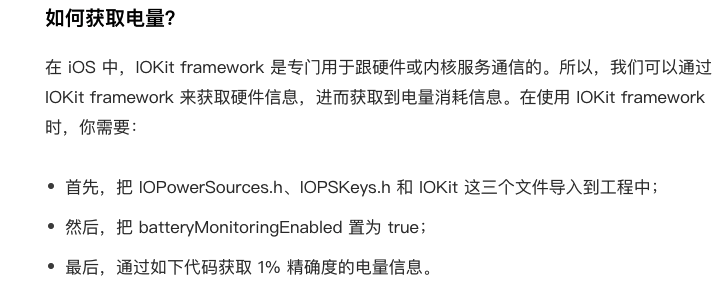 如何获取电量？
在 iOS 中，IOKit framework 是专门用于跟硬件或内核服务通信的。所以，我们可以通过
IOKit framework 来获取硬件信息，进而获取到电量消耗信息。在使用 IOKit framework
时，你需要：
• 首先，把 IOPowerSources.h、IOPSKeys.h 和 IOKit 这三个文件导入到工程中；
• 然后，把 batteryMonitoringEnabled 置为 true；
• 最后，通过如下代码获取 1% 精确度的电量信息。